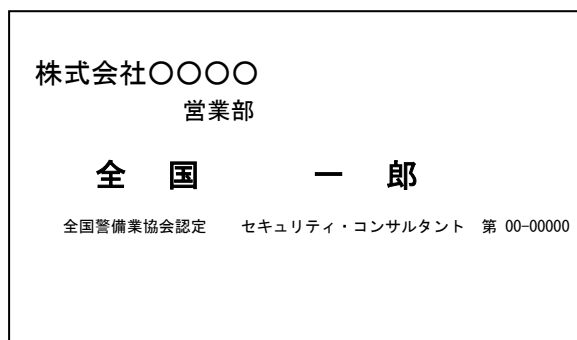 株式会社〇〇〇〇
営業部
全 国 一 郎
全国警備業協会認定 セキュリティ・コンサルタント 第 00-00000